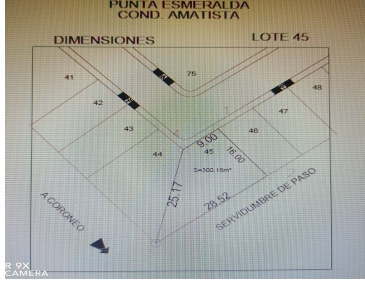 PUNTA ESMERALDA
COND. AMATISTA
DIMENSIONES
LOTE 45
41
42
43
44
75
48
47
46
45
9.00
16.00
S=300.15m²
25.17
28.52
SERVIDUMBRE DE PASO
A CORONEO
R 9X
CAMERA